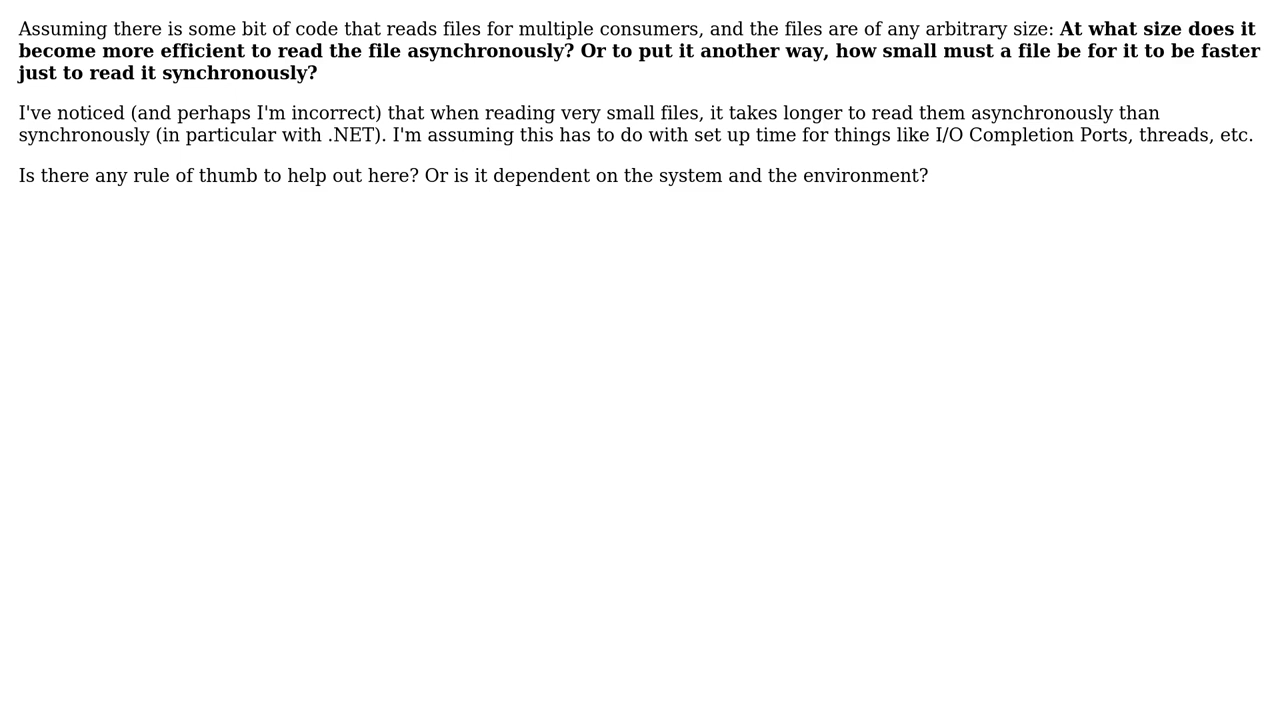 Assuming there is some bit of code that reads files for multiple consumers, and the files are of any arbitrary size: At what size does it
become more efficient to read the file asynchronously? Or to put it another way, how small must a file be for it to be faster
just to read it synchronously?
I've noticed (and perhaps I'm incorrect) that when reading very small files, it takes longer to read them asynchronously than
synchronously (in particular with .NET). I'm assuming this has to do with set up time for things like I/O Completion Ports, threads, etc.
Is there any rule of thumb to help out here? Or is it dependent on the system and the environment?